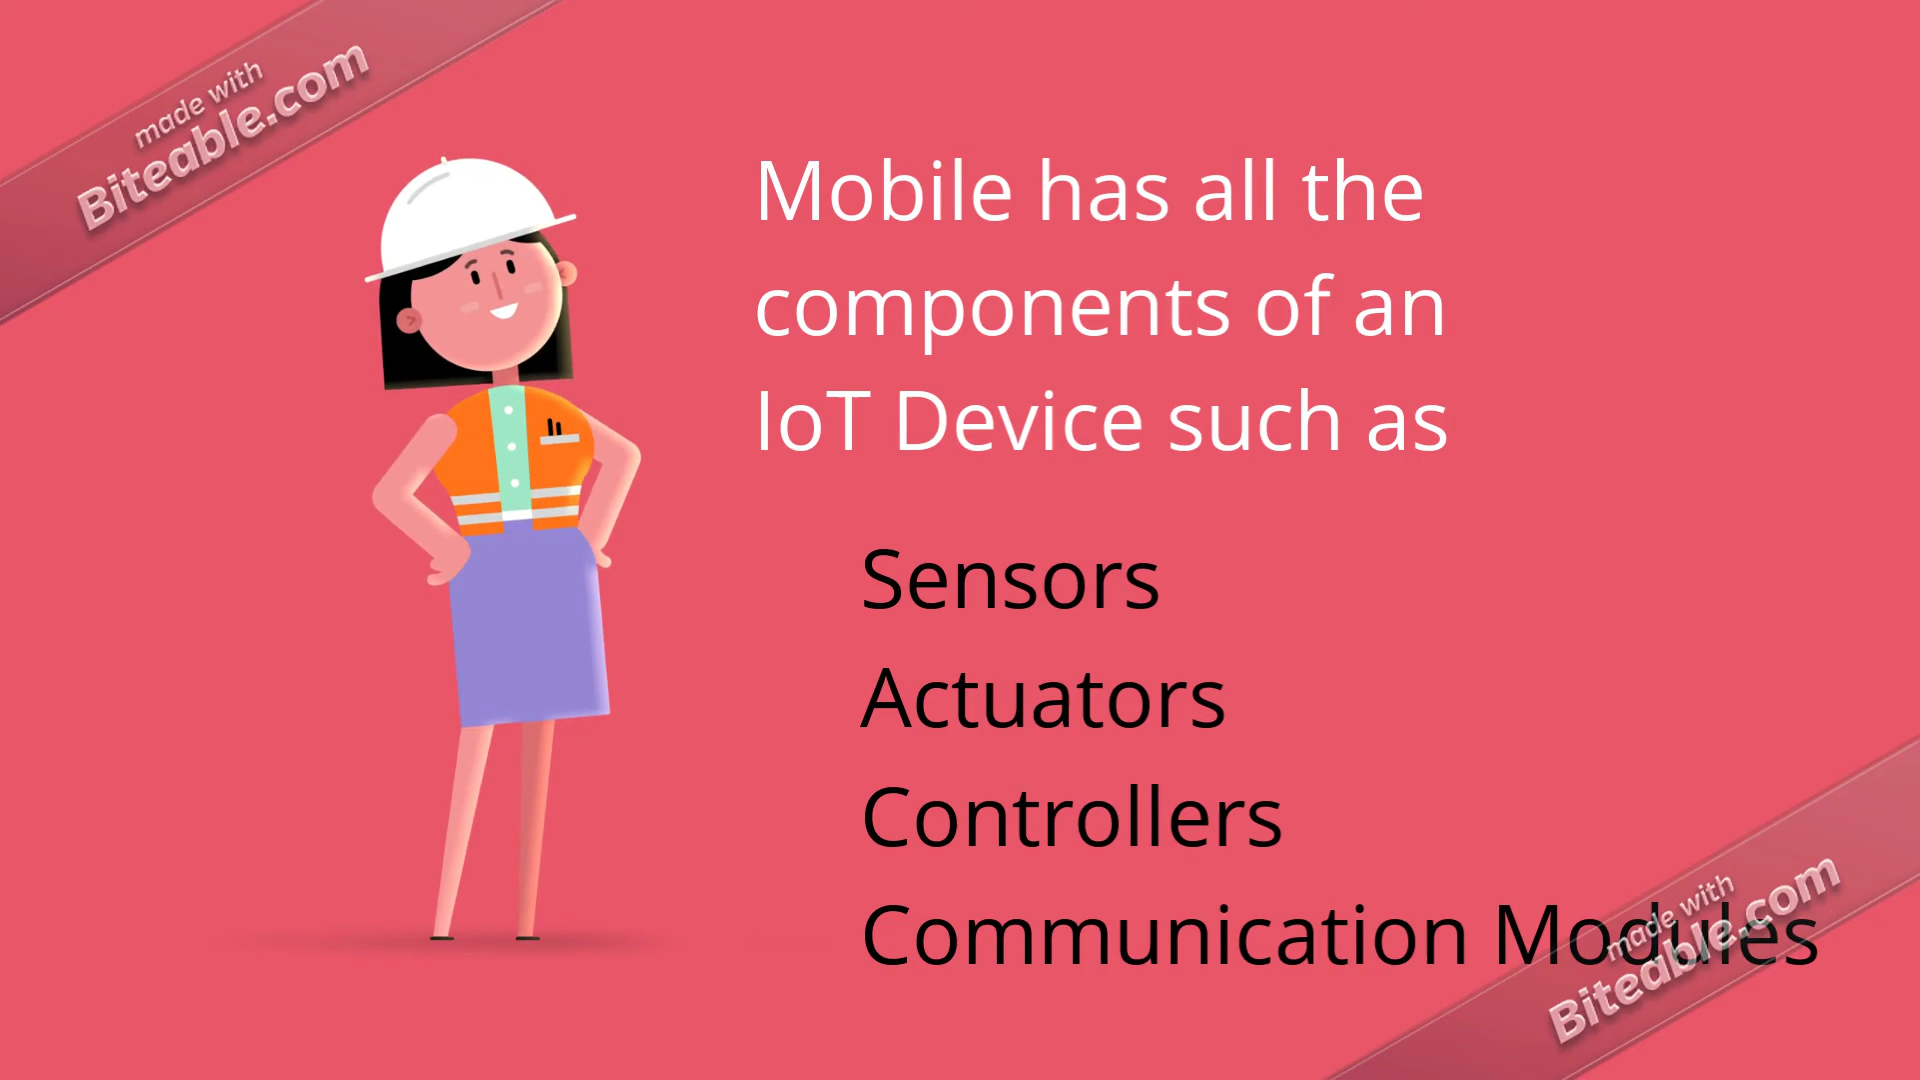 made with
Biteable.com
Mobile has all the
components of an
IoT Device such as
Sensors
Actuators
Controllers
Communication Modules
made with
Biteable.com